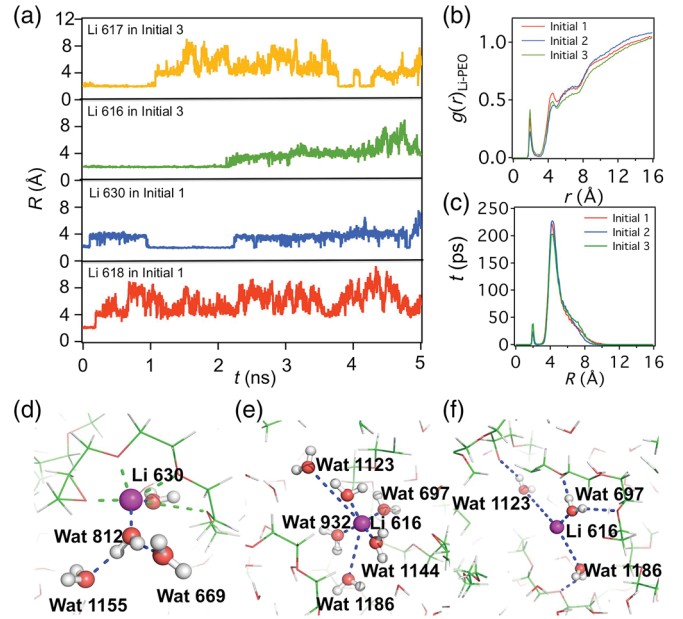 (a)
12
Li 617 in Initial 3
8
4
0
Li 616 in Initial 3
8
4
0
Li 630 in Initial 1
8
4
0
Li 618 in Initial 1
8
4
0
R (Å)
0 1 2 3 4 5
t (ns)
(b)
Initial 1
Initial 2
Initial 3
1.0
0.5
0.0
g(r)Li-PEO
0 4 8 12 16
r (Å)
(c)
Initial 1
Initial 2
Initial 3
250
200
150
100
50
0
t (ps)
0 4 8 12 16
R (Å)
(d)
Li 630
Wat 812
Wat 1155
Wat 669
(e)
Wat 1123
Wat 697
Wat 932
Li 616
Wat 1144
Wat 1186
(f)
Wat 1123
Wat 697
Li 616
Wat 1186